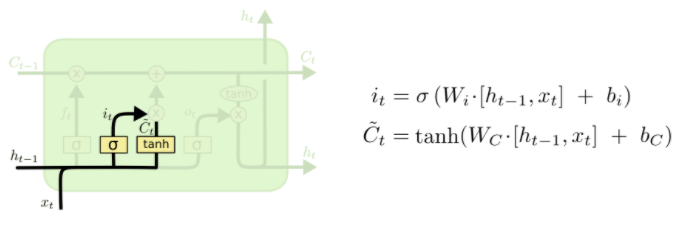 h_t
C_{t-1} C_t
× +
tanh
f_t i_t × o_t ×
C̃_t
σ σ tanh σ
h_{t-1} h_t
x_t
i_t = σ (W_i·[h_{t-1}, x_t] + b_i)
C̃_t = tanh(W_C·[h_{t-1}, x_t] + b_C)